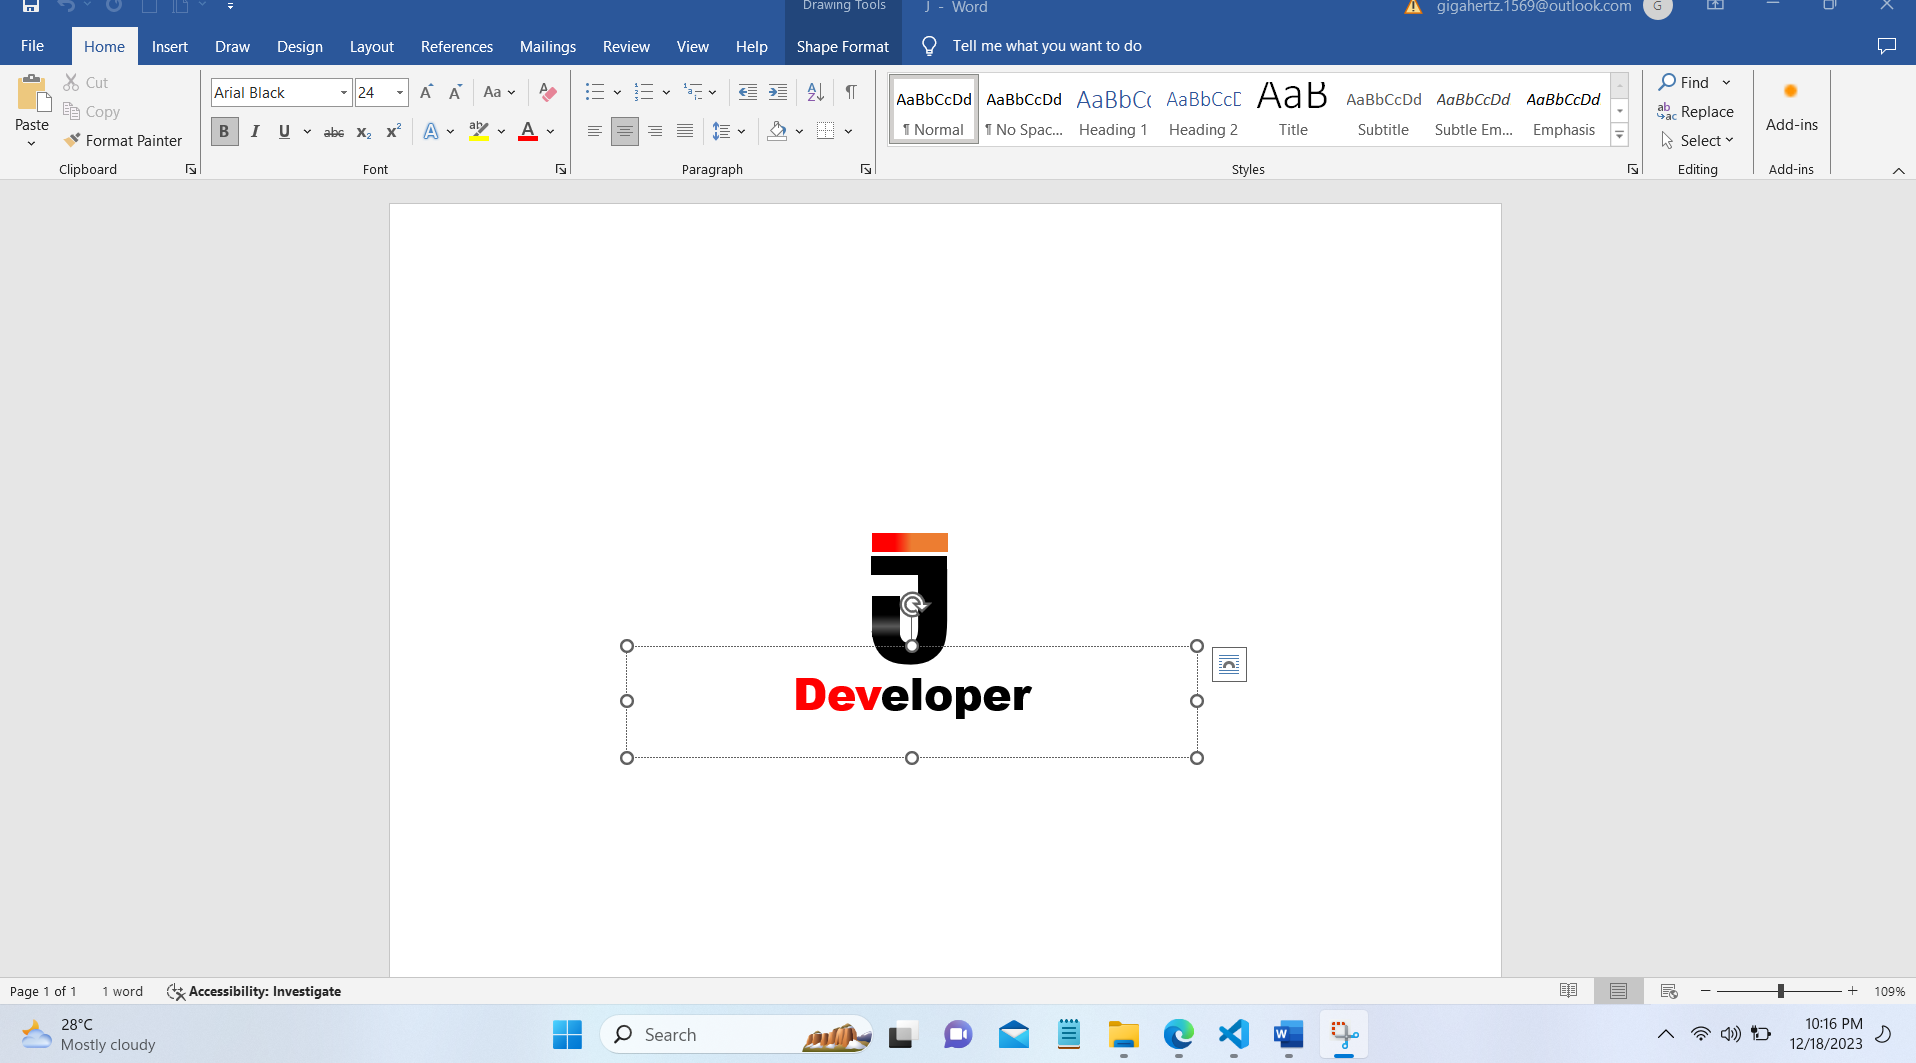 Drawing Tools
J - Word
gigahertz.1569@outlook.com
G
File
Home
Insert
Draw
Design
Layout
References
Mailings
Review
View
Help
Shape Format
Tell me what you want to do
Paste
Cut
Copy
Format Painter
Clipboard
Arial Black
24
Aa
B I U abc x₂ x²
Font
Paragraph
AaBbCcDd
¶ Normal
AaBbCcDd
¶ No Spac...
AaBbCc
Heading 1
AaBbCcD
Heading 2
AaB
Title
AaBbCcDd
Subtitle
AaBbCcDd
Subtle Em...
AaBbCcDd
Emphasis
Styles
Find
Replace
Select
Editing
Add-ins
Add-ins
J
Developer
Page 1 of 1
1 word
Accessibility: Investigate
109%
28°C
Mostly cloudy
Search
10:16 PM
12/18/2023